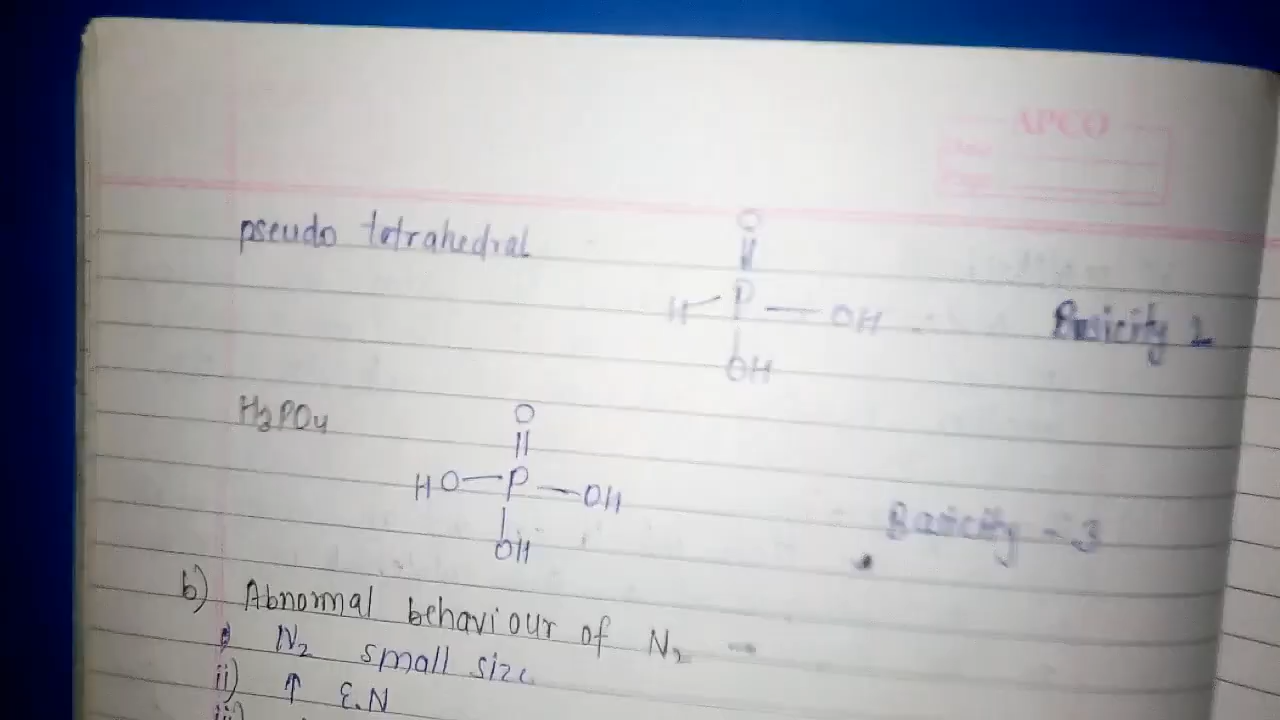 APCO
pseudo tetrahedral
O
||
H - P - OH
|
OH
Basicity 2
H3PO4
O
||
HO - P - OH
|
OH
Basicity - 3
b) Abnormal behaviour of N2 -
N2 small size
ii) ↑ E.N
iii)